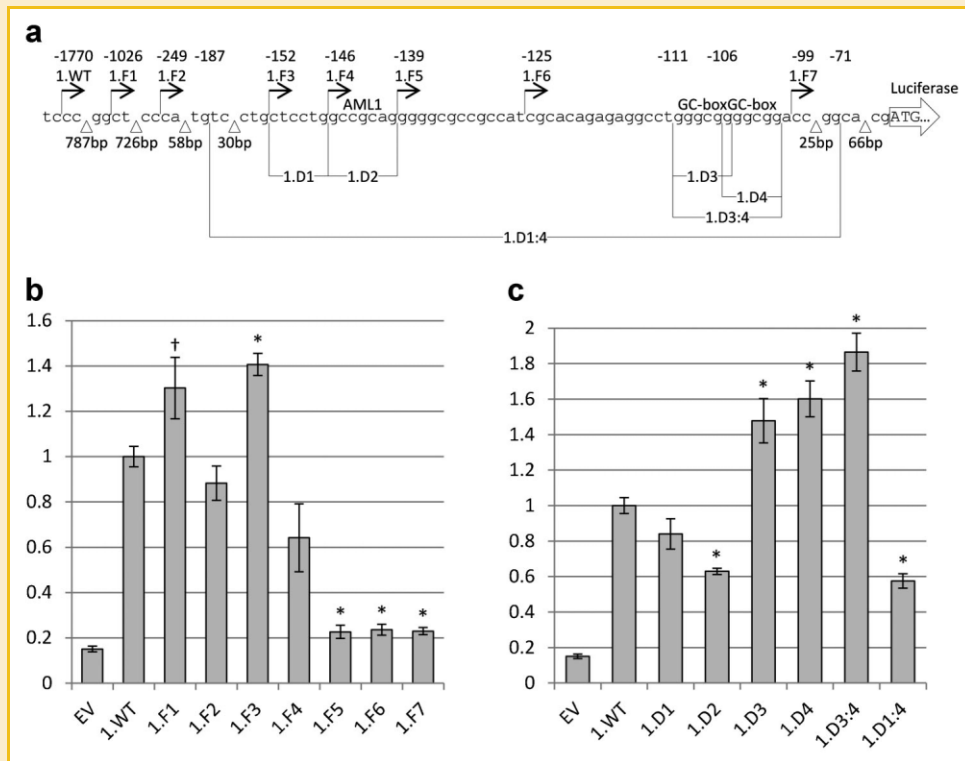 a
-1770 -1026 -249 -187 -152 -146 -139 -125 -111 -106 -99 -71
1.WT 1.F1 1.F2 1.F3 1.F4 1.F5 1.F6 1.F7 Luciferase
AML1 GC-boxGC-box
tccc ggct ccca tgtc ctgctcctggccgcagggggcgccgccatcgcacagagaggcctgggcggggcggacc ggca cgATG...
787bp 726bp 58bp 30bp 25bp 66bp
1.D1 1.D2 1.D3
1.D4
1.D3:4
1.D1:4
b
1.6
1.4
1.2
1
0.8
0.6
0.4
0.2
0
† * * * *
EV 1.WT 1.F1 1.F2 1.F3 1.F4 1.F5 1.F6 1.F7
c
2
1.8
1.6
1.4
1.2
1
0.8
0.6
0.4
0.2
0
* * * * *
EV 1.WT 1.D1 1.D2 1.D3 1.D4 1.D3:4 1.D1:4